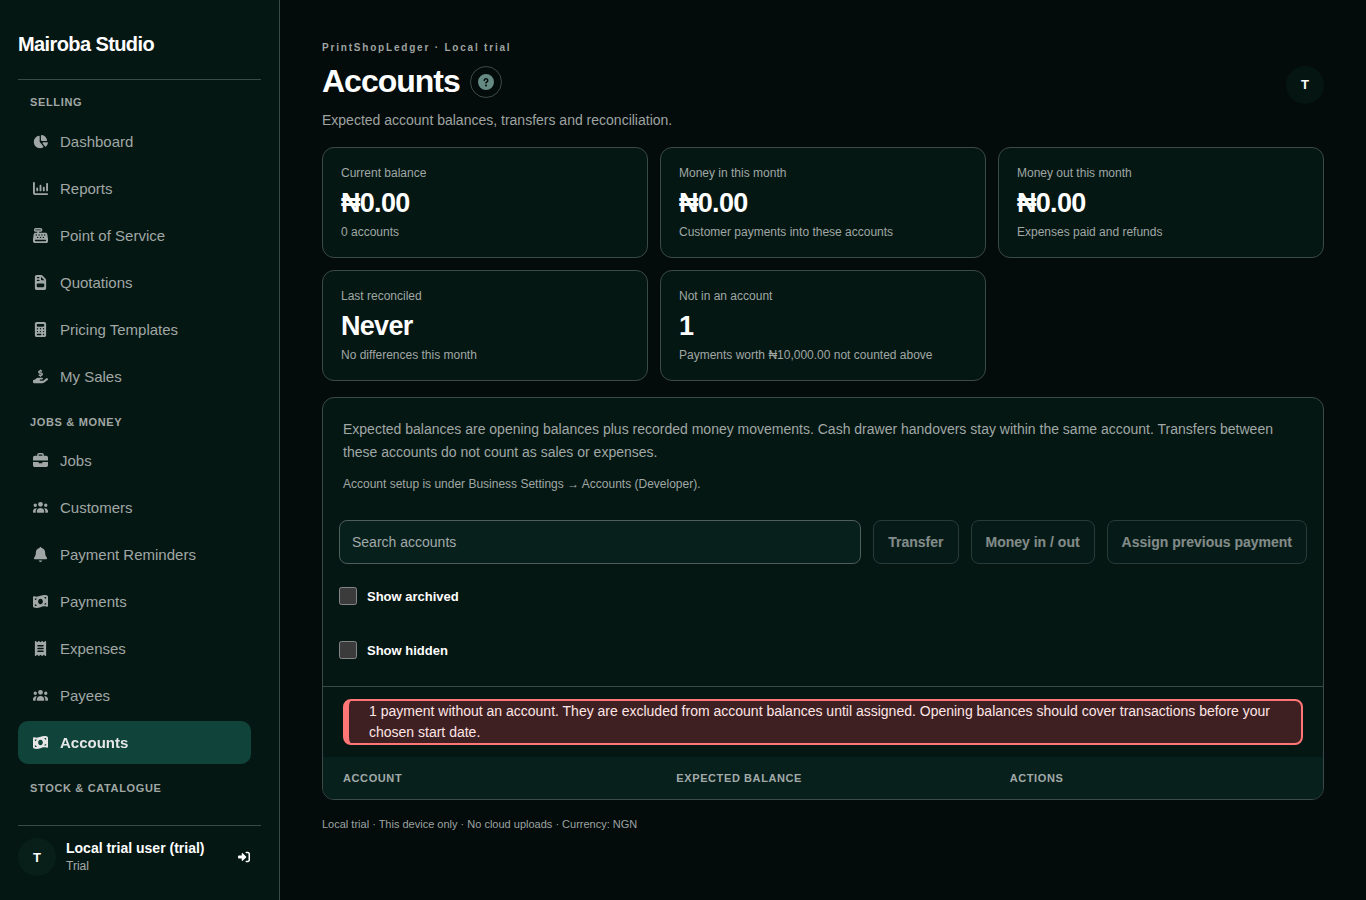 Mairoba Studio
SELLING
Dashboard
Reports
Point of Service
Quotations
Pricing Templates
My Sales
JOBS & MONEY
Jobs
Customers
Payment Reminders
Payments
Expenses
Payees
Accounts
STOCK & CATALOGUE
T
Local trial user (trial)
Trial
PrintShopLedger · Local trial
Accounts
?
T
Expected account balances, transfers and reconciliation.
Current balance
₦0.00
0 accounts
Money in this month
₦0.00
Customer payments into these accounts
Money out this month
₦0.00
Expenses paid and refunds
Last reconciled
Never
No differences this month
Not in an account
1
Payments worth ₦10,000.00 not counted above
Expected balances are opening balances plus recorded money movements. Cash drawer handovers stay within the same account. Transfers between
these accounts do not count as sales or expenses.
Account setup is under Business Settings → Accounts (Developer).
Search accounts
Transfer
Money in / out
Assign previous payment
Show archived
Show hidden
1 payment without an account. They are excluded from account balances until assigned. Opening balances should cover transactions before your
chosen start date.
ACCOUNT
EXPECTED BALANCE
ACTIONS
Local trial · This device only · No cloud uploads · Currency: NGN